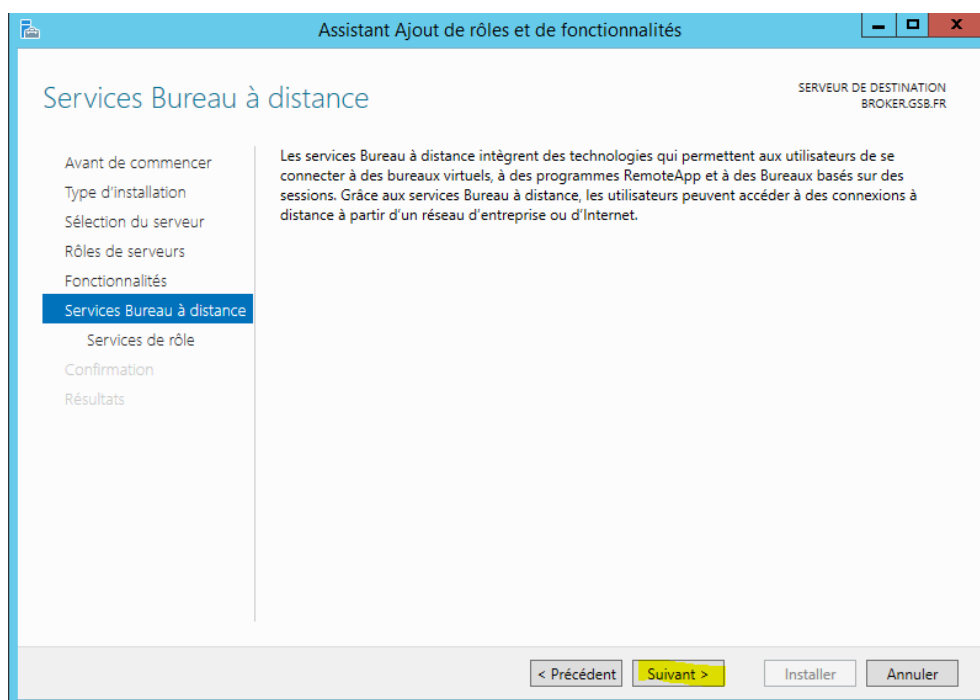 Assistant Ajout de rôles et de fonctionnalités
x
Services Bureau à distance
SERVEUR DE DESTINATION
BROKER.GSB.FR
Avant de commencer
Type d'installation
Sélection du serveur
Rôles de serveurs
Fonctionnalités
Services Bureau à distance
Services de rôle
Confirmation
Résultats
Les services Bureau à distance intègrent des technologies qui permettent aux utilisateurs de se
connecter à des bureaux virtuels, à des programmes RemoteApp et à des Bureaux basés sur des
sessions. Grâce aux services Bureau à distance, les utilisateurs peuvent accéder à des connexions à
distance à partir d'un réseau d'entreprise ou d'Internet.
< Précédent
Suivant >
Installer
Annuler